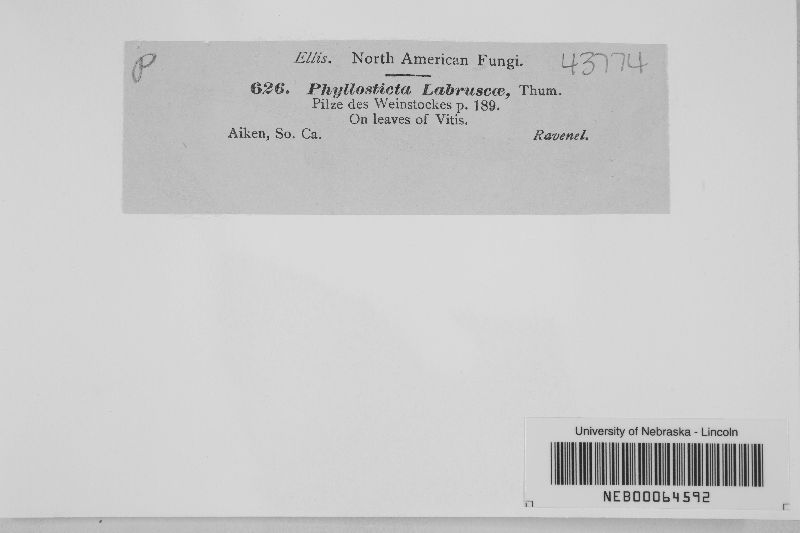 P
Ellis. North American Fungi. 43774
626. Phyllosticta Labruscæ, Thum.
Pilze des Weinstockes p. 189.
On leaves of Vitis.
Aiken, So. Ca. Ravenel.
University of Nebraska - Lincoln
NEB00064592